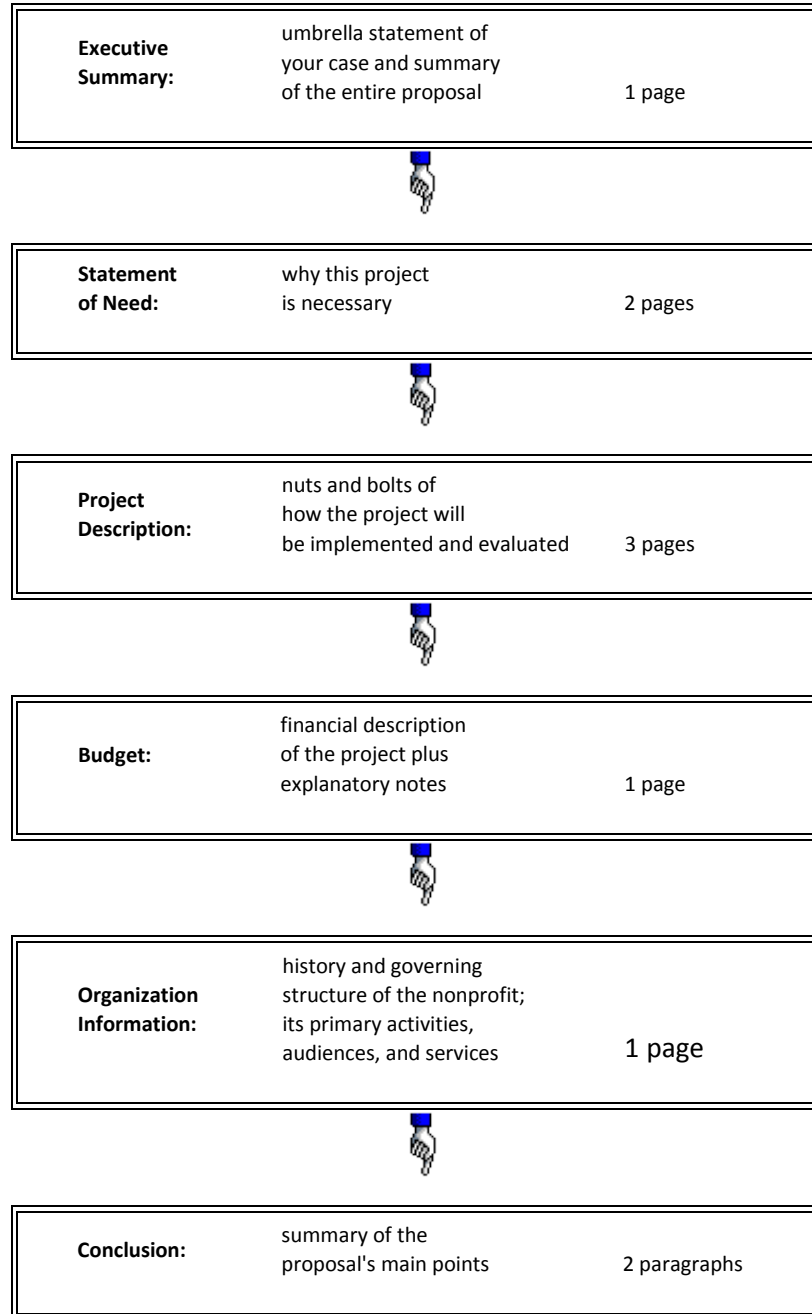 Executive
Summary:
umbrella statement of
your case and summary
of the entire proposal 1 page
Statement
of Need:
why this project
is necessary 2 pages
Project
Description:
nuts and bolts of
how the project will
be implemented and evaluated 3 pages
Budget:
financial description
of the project plus
explanatory notes 1 page
Organization
Information:
history and governing
structure of the nonprofit;
its primary activities,
audiences, and services 1 page
Conclusion:
summary of the
proposal's main points 2 paragraphs